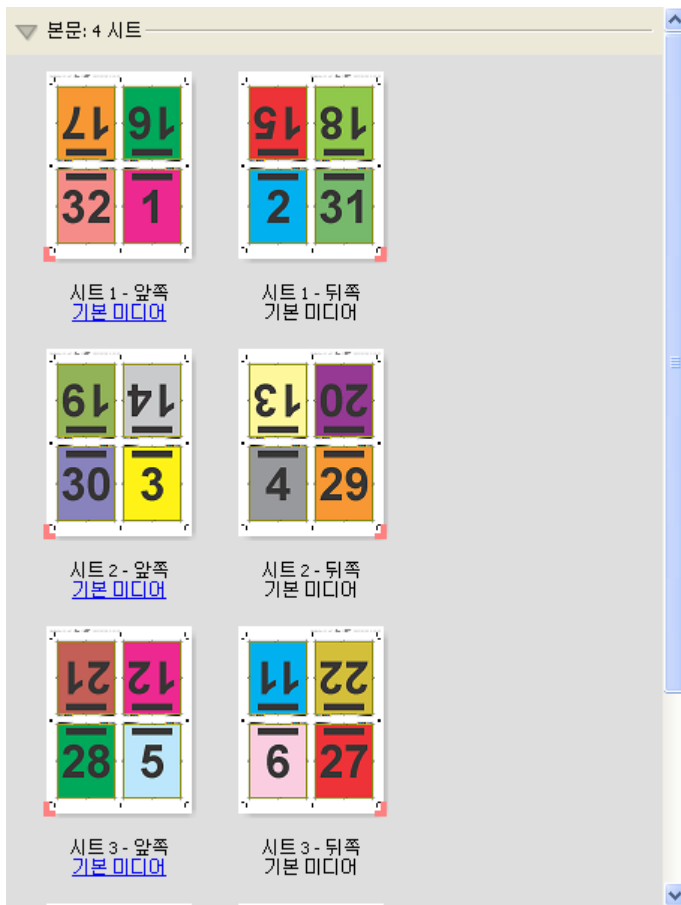 본문: 4 시트
17 16
32 1
15 18
2 31
시트 1 - 앞쪽
기본 미디어
시트 1 - 뒤쪽
기본 미디어
19 14
30 3
13 20
4 29
시트 2 - 앞쪽
기본 미디어
시트 2 - 뒤쪽
기본 미디어
21 12
28 5
11 22
6 27
시트 3 - 앞쪽
기본 미디어
시트 3 - 뒤쪽
기본 미디어